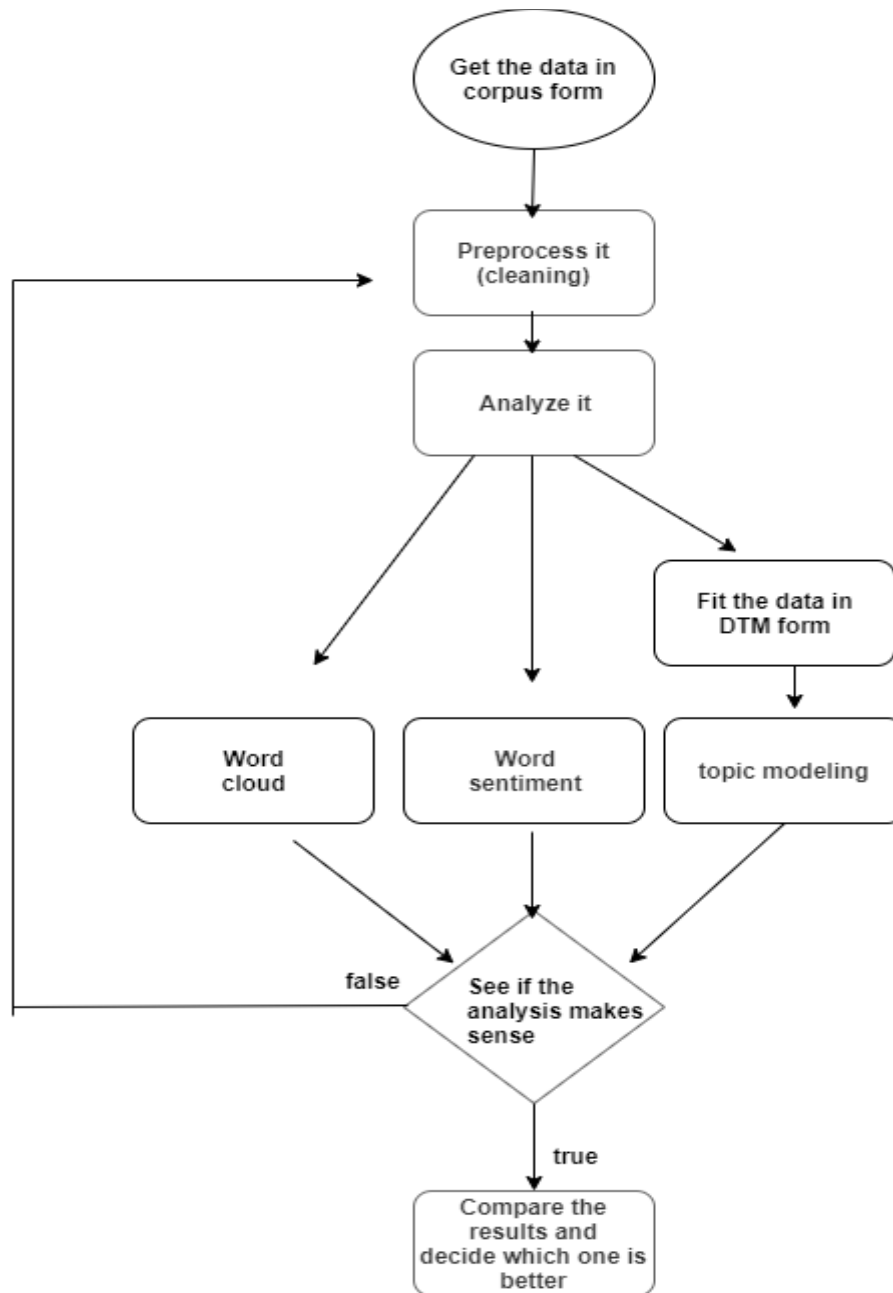 Get the data in
corpus form
Preprocess it
(cleaning)
Analyze it
Fit the data in
DTM form
Word
cloud
Word
sentiment
topic modeling
false
See if the
analysis makes
sense
true
Compare the
results and
decide which one is
better